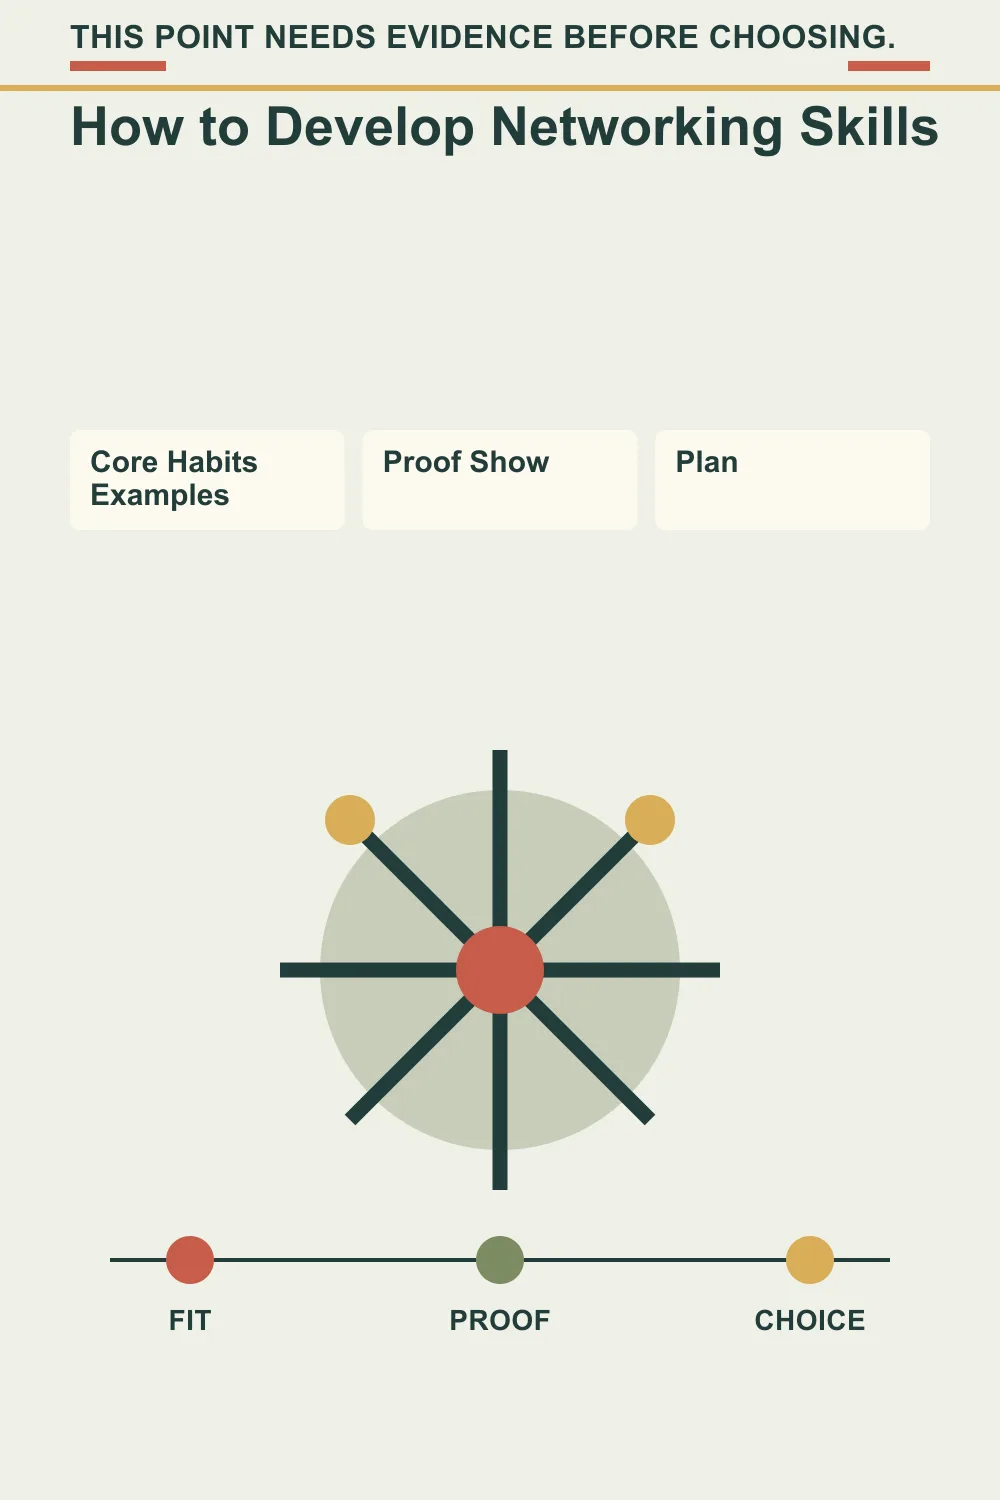 THIS POINT NEEDS EVIDENCE BEFORE CHOOSING.
How to Develop Networking Skills
Core Habits
Examples
Proof Show
Plan
FIT
PROOF
CHOICE